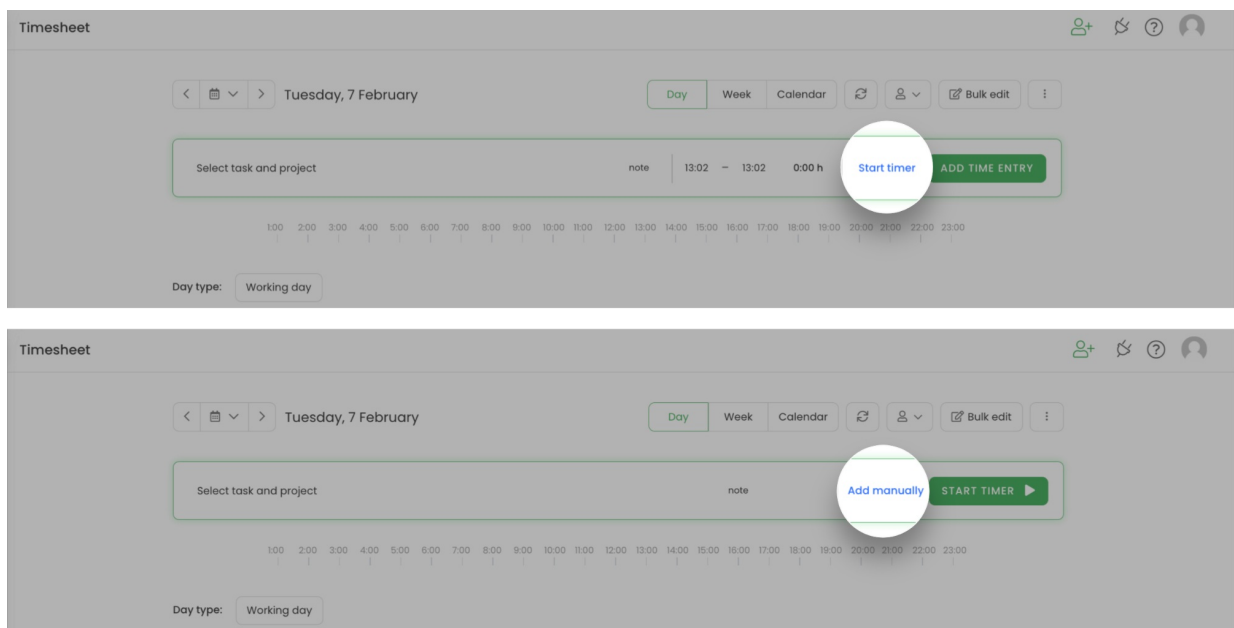 Timesheet
Tuesday, 7 February Day Week Calendar Bulk edit
Select task and project note 13:02 – 13:02 0:00 h Start timer ADD TIME ENTRY
1:00 2:00 3:00 4:00 5:00 6:00 7:00 8:00 9:00 10:00 11:00 12:00 13:00 14:00 15:00 16:00 17:00 18:00 19:00 20:00 21:00 22:00 23:00
Day type: Working day
Timesheet
Tuesday, 7 February Day Week Calendar Bulk edit
Select task and project note Add manually START TIMER
1:00 2:00 3:00 4:00 5:00 6:00 7:00 8:00 9:00 10:00 11:00 12:00 13:00 14:00 15:00 16:00 17:00 18:00 19:00 20:00 21:00 22:00 23:00
Day type: Working day